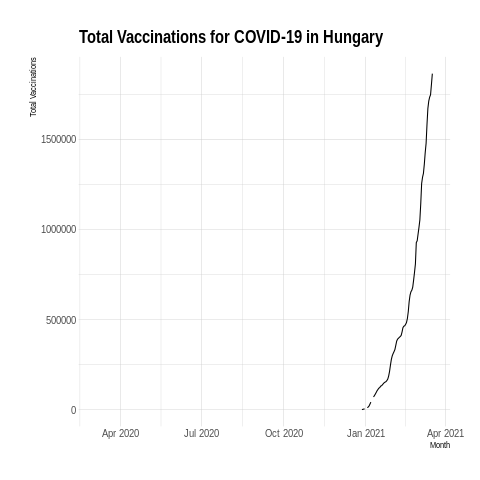 Total Vaccinations for COVID-19 in Hungary
Total Vaccinations
1500000
1000000
500000
0
Apr 2020 Jul 2020 Oct 2020 Jan 2021 Apr 2021
Month